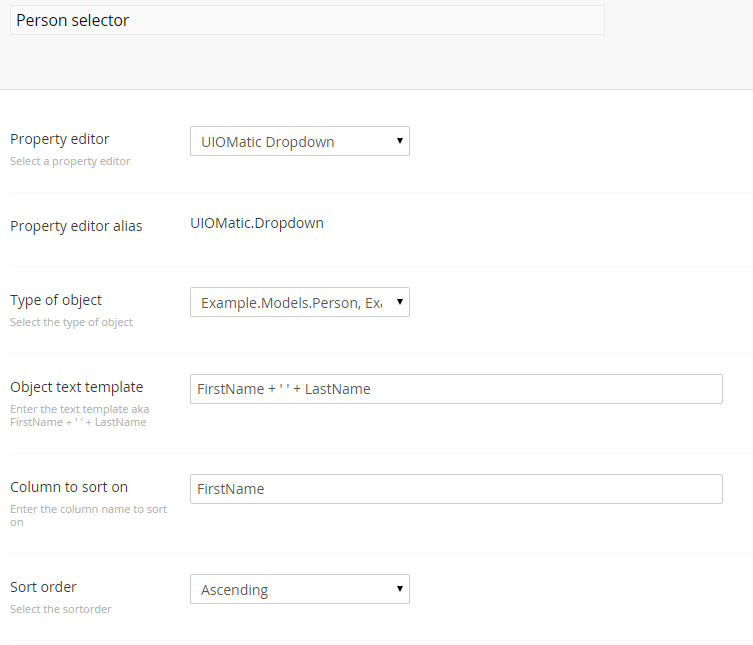 Person selector
Property editor
UIOMatic Dropdown
Select a property editor
Property editor alias
UIOMatic.Dropdown
Type of object
Example.Models.Person, Exa
Select the type of object
Object text template
FirstName + ' ' + LastName
Enter the text template aka
FirstName + ' ' + LastName
Column to sort on
FirstName
Enter the column name to sort
on
Sort order
Ascending
Select the sortorder